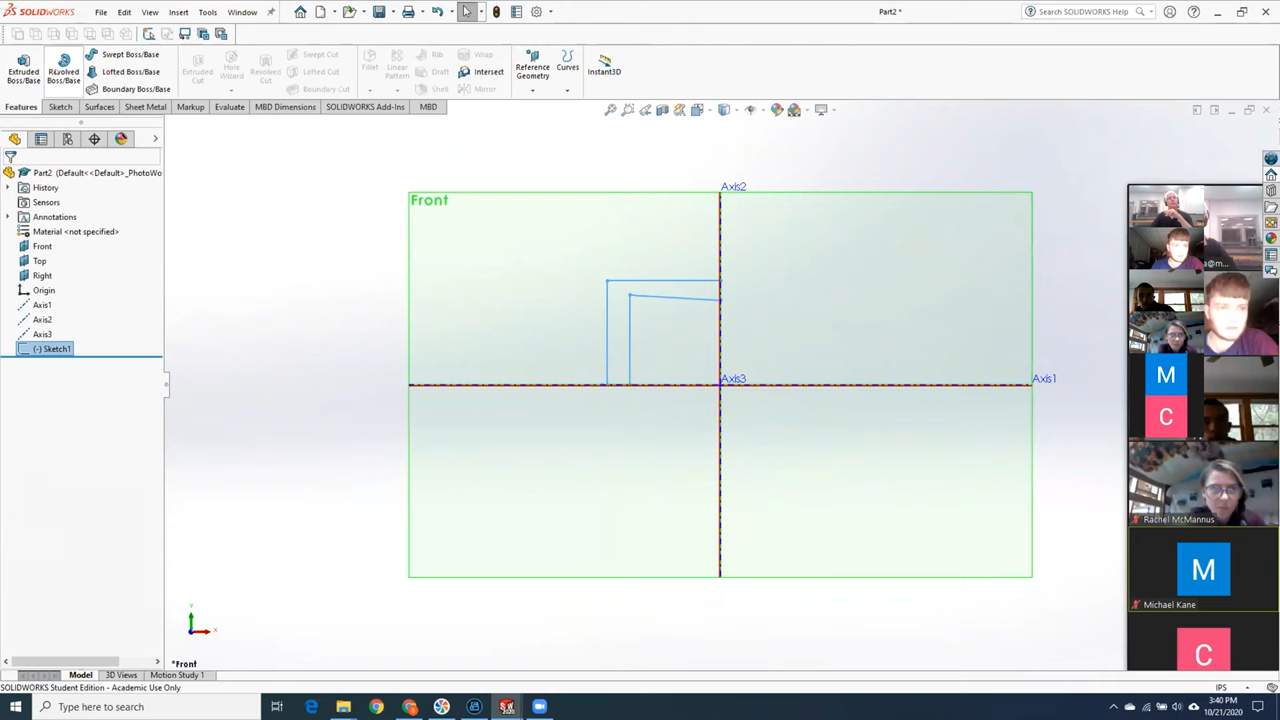 SOLIDWORKS File Edit View Insert Tools Window Part2 * Search SOLIDWORKS Help
Extruded Boss/Base
Revolved Boss/Base
Swept Boss/Base
Lofted Boss/Base
Boundary Boss/Base
Extruded Cut
Hole Wizard
Revolved Cut
Swept Cut
Lofted Cut
Boundary Cut
Fillet
Linear Pattern
Rib
Draft
Shell
Wrap
Intersect
Mirror
Reference Geometry
Curves
Instant3D
Features Sketch Surfaces Sheet Metal Markup Evaluate MBD Dimensions SOLIDWORKS Add-Ins MBD
Part2 (Default<<Default>_PhotoWo
History
Sensors
Annotations
Material <not specified>
Front
Top
Right
Origin
Axis1
Axis2
Axis3
(-) Sketch1
Front
Axis2
Axis3
Axis1
Y
X
*Front
a@m...
M
C
Rachel McMannus
M
Michael Kane
C
Model 3D Views Motion Study 1
SOLIDWORKS Student Edition - Academic Use Only IPS
Type here to search
3:40 PM
10/21/2020